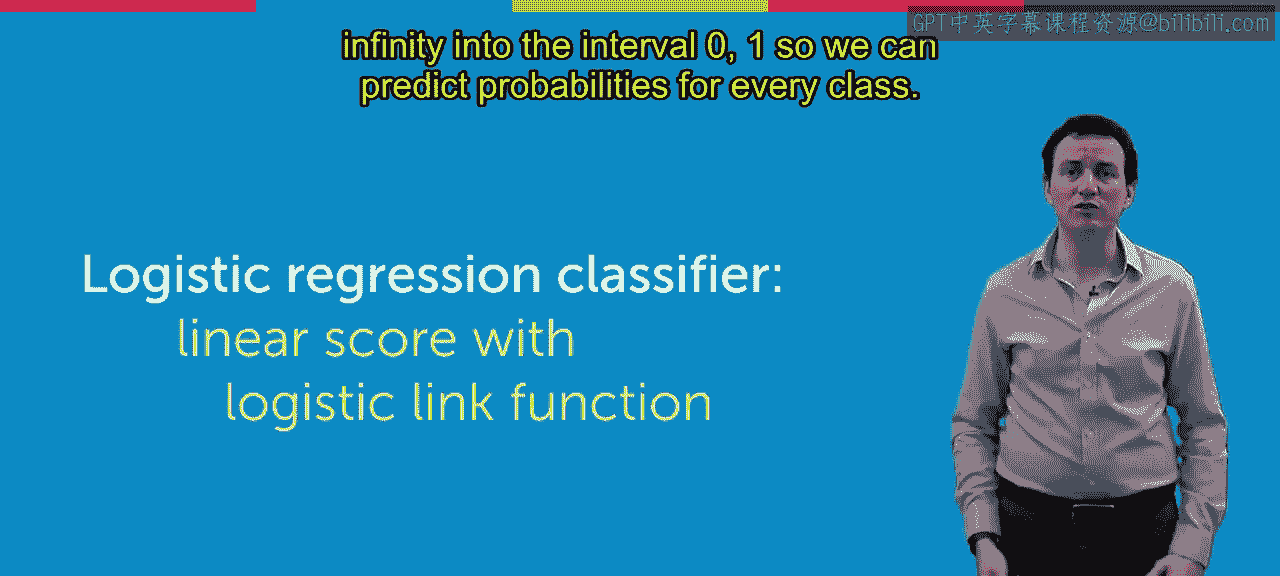 GPT中英字幕课程资源@bilibili.com
infinity into the interval 0, 1 so we can
predict probabilities for every class.
Logistic regression classifier:
linear score with
logistic link function